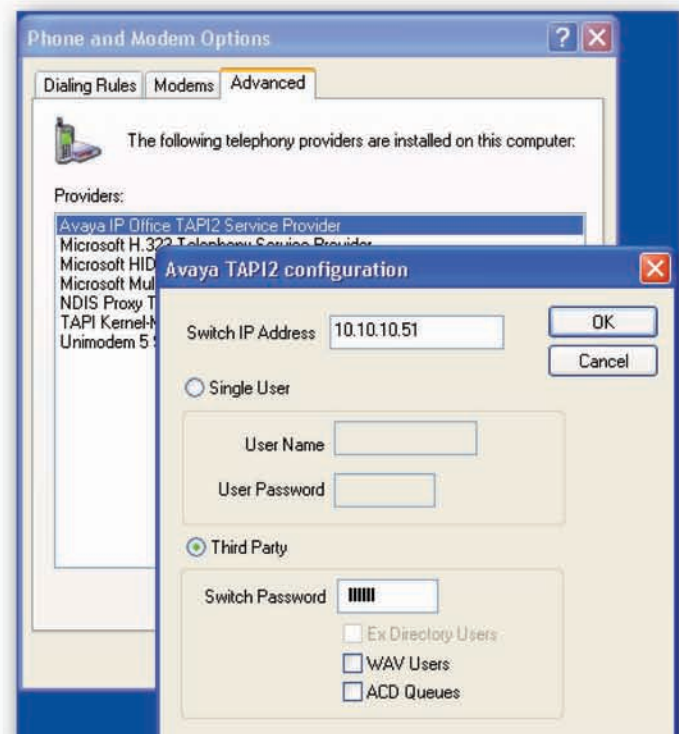 Phone and Modem Options
Dialing Rules Modems Advanced
The following telephony providers are installed on this computer:
Providers:
Avaya IP Office TAPI2 Service Provider
Microsoft H.323 Telephony Service Provider
Microsoft HID
Microsoft Mul
NDIS Proxy T
TAPI Kernel-M
Unimodem 5 S
Avaya TAPI2 configuration
Switch IP Address 10.10.10.51
OK
Cancel
Single User
User Name
User Password
Third Party
Switch Password
Ex Directory Users
WAV Users
ACD Queues